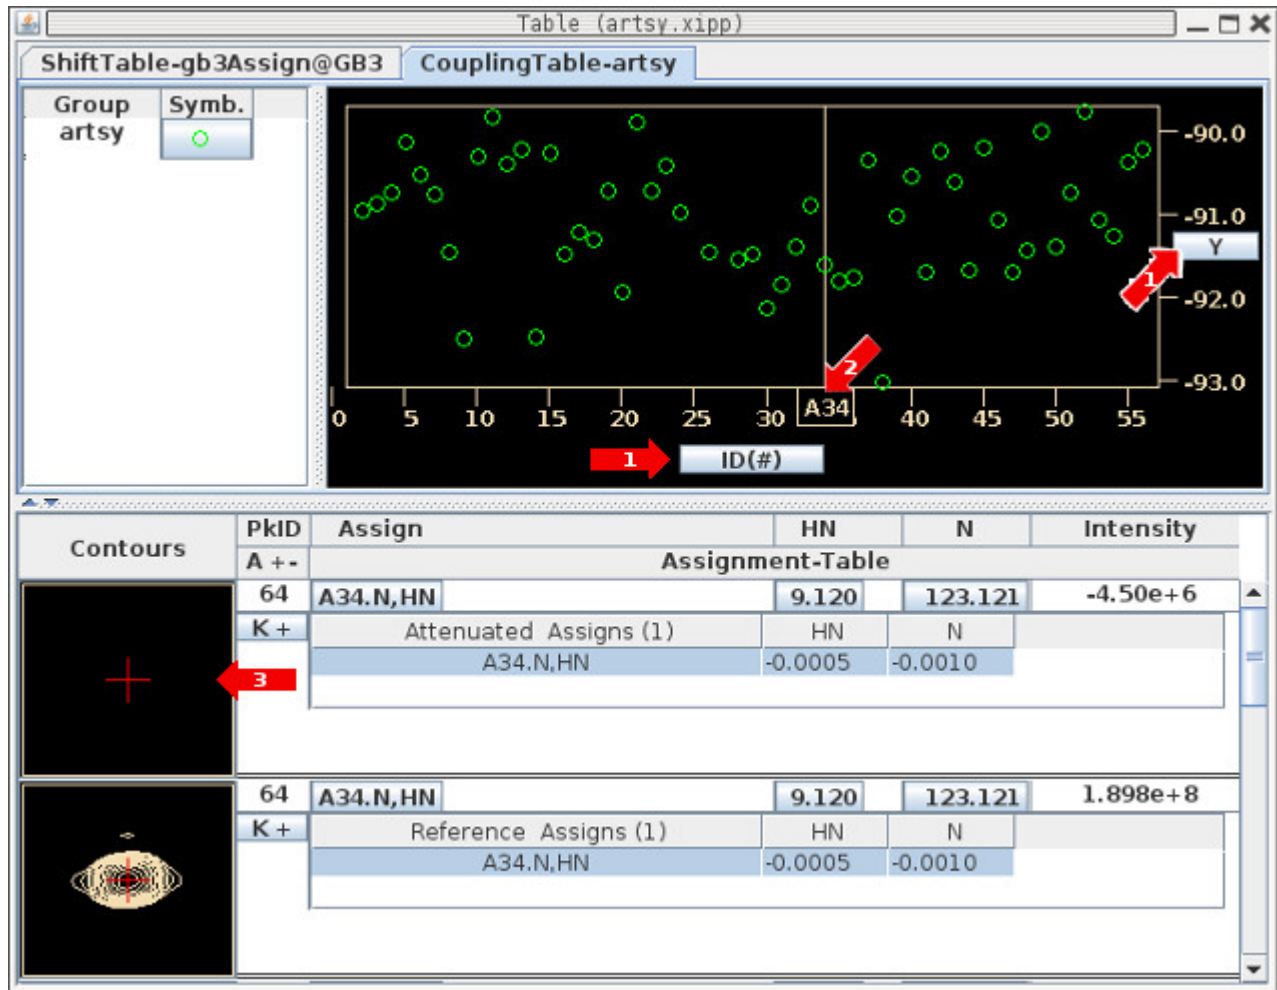 Table (artsy.xipp)
ShiftTable-gb3Assign@GB3 CouplingTable-artsy
Group Symb.
artsy
-90.0
-91.0
Y
1
-92.0
2
-93.0
A34
0 5 10 15 20 25 30 40 45 50 55
1 ID(#)
Contours PkID Assign HN N Intensity
A +- Assignment-Table
64 A34.N,HN 9.120 123.121 -4.50e+6
K + Attenuated Assigns (1) HN N
A34.N,HN -0.0005 -0.0010
3
64 A34.N,HN 9.120 123.121 1.898e+8
K + Reference Assigns (1) HN N
A34.N,HN -0.0005 -0.0010